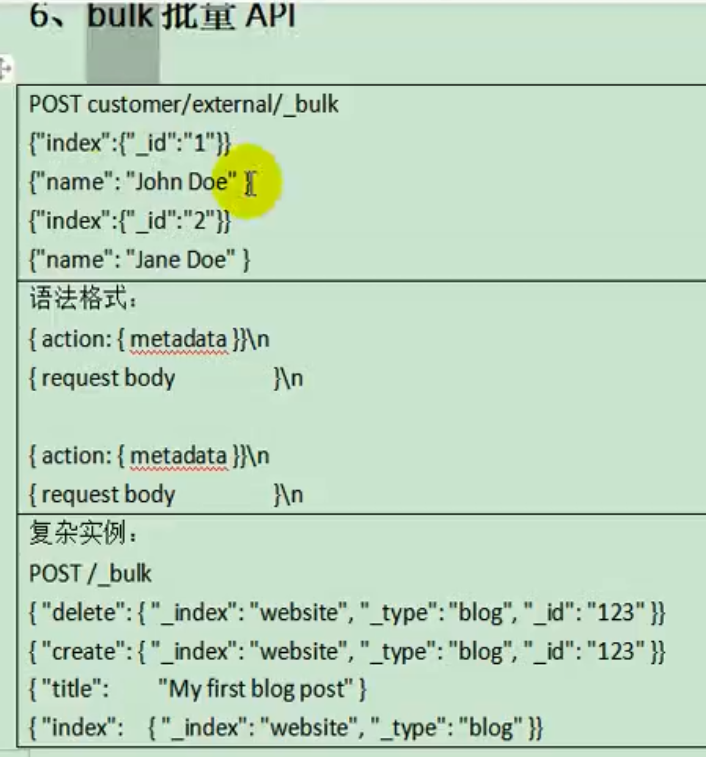 6、bulk 批量 API
POST customer/external/_bulk
{"index":{"_id":"1"}}
{"name": "John Doe" }
{"index":{"_id":"2"}}
{"name": "Jane Doe" }
语法格式：
{ action: { metadata }}\n
{ request body }\n
{ action: { metadata }}\n
{ request body }\n
复杂实例：
POST /_bulk
{ "delete": { "_index": "website", "_type": "blog", "_id": "123" }}
{ "create": { "_index": "website", "_type": "blog", "_id": "123" }}
{ "title": "My first blog post" }
{ "index": { "_index": "website", "_type": "blog" }}